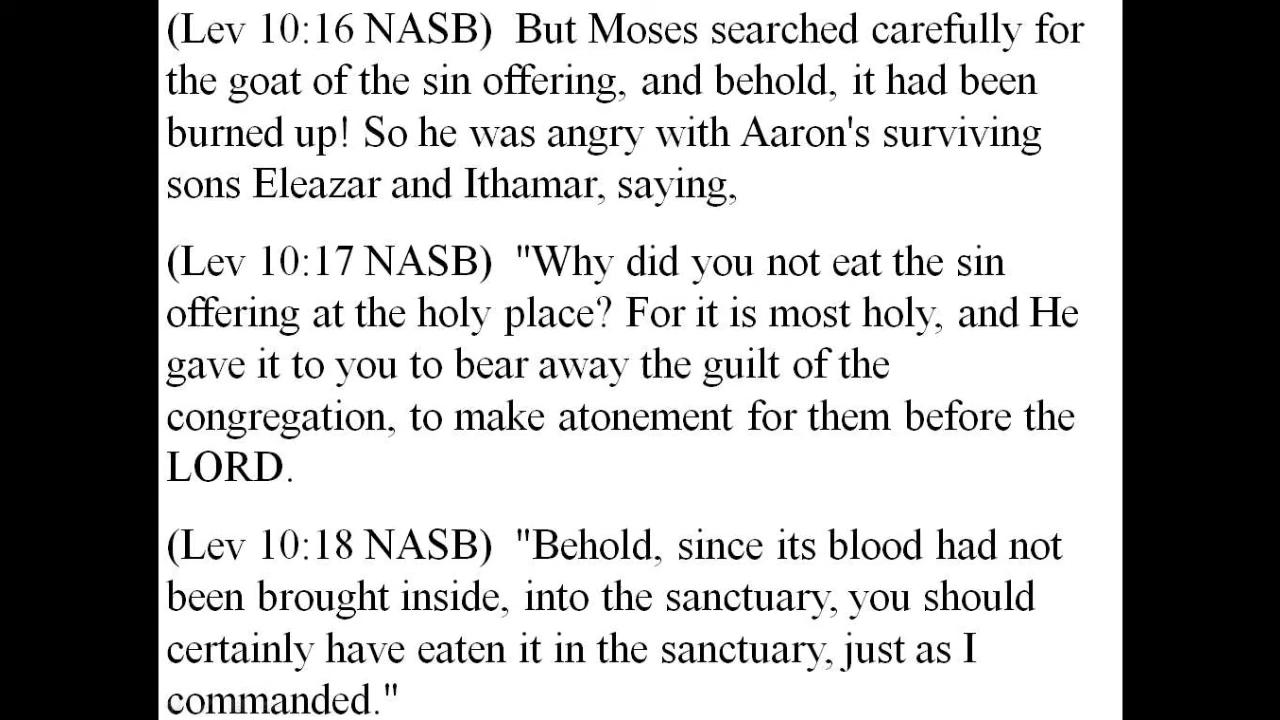 (Lev 10:16 NASB)  But Moses searched carefully for
the goat of the sin offering, and behold, it had been
burned up! So he was angry with Aaron's surviving
sons Eleazar and Ithamar, saying,
(Lev 10:17 NASB)  "Why did you not eat the sin
offering at the holy place? For it is most holy, and He
gave it to you to bear away the guilt of the
congregation, to make atonement for them before the
LORD.
(Lev 10:18 NASB)  "Behold, since its blood had not
been brought inside, into the sanctuary, you should
certainly have eaten it in the sanctuary, just as I
commanded."